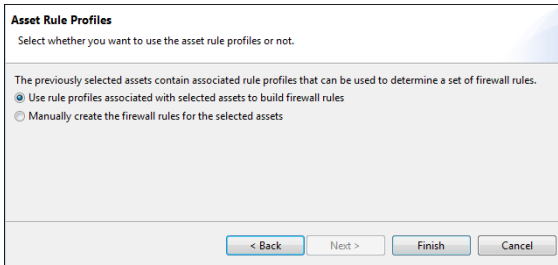 Asset Rule Profiles
Select whether you want to use the asset rule profiles or not.
The previously selected assets contain associated rule profiles that can be used to determine a set of firewall rules.
Use rule profiles associated with selected assets to build firewall rules
Manually create the firewall rules for the selected assets
< Back Next > Finish Cancel